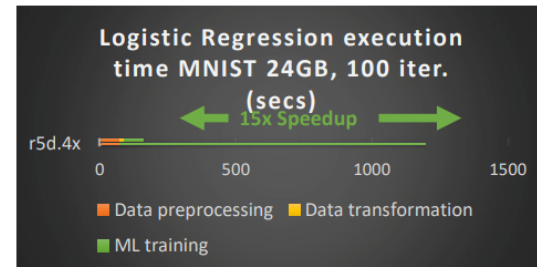 Logistic Regression execution
time MNIST 24GB, 100 iter.
(secs)
15x Speedup
r5d.4x
0 500 1000 1500
Data preprocessing Data transformation
ML training